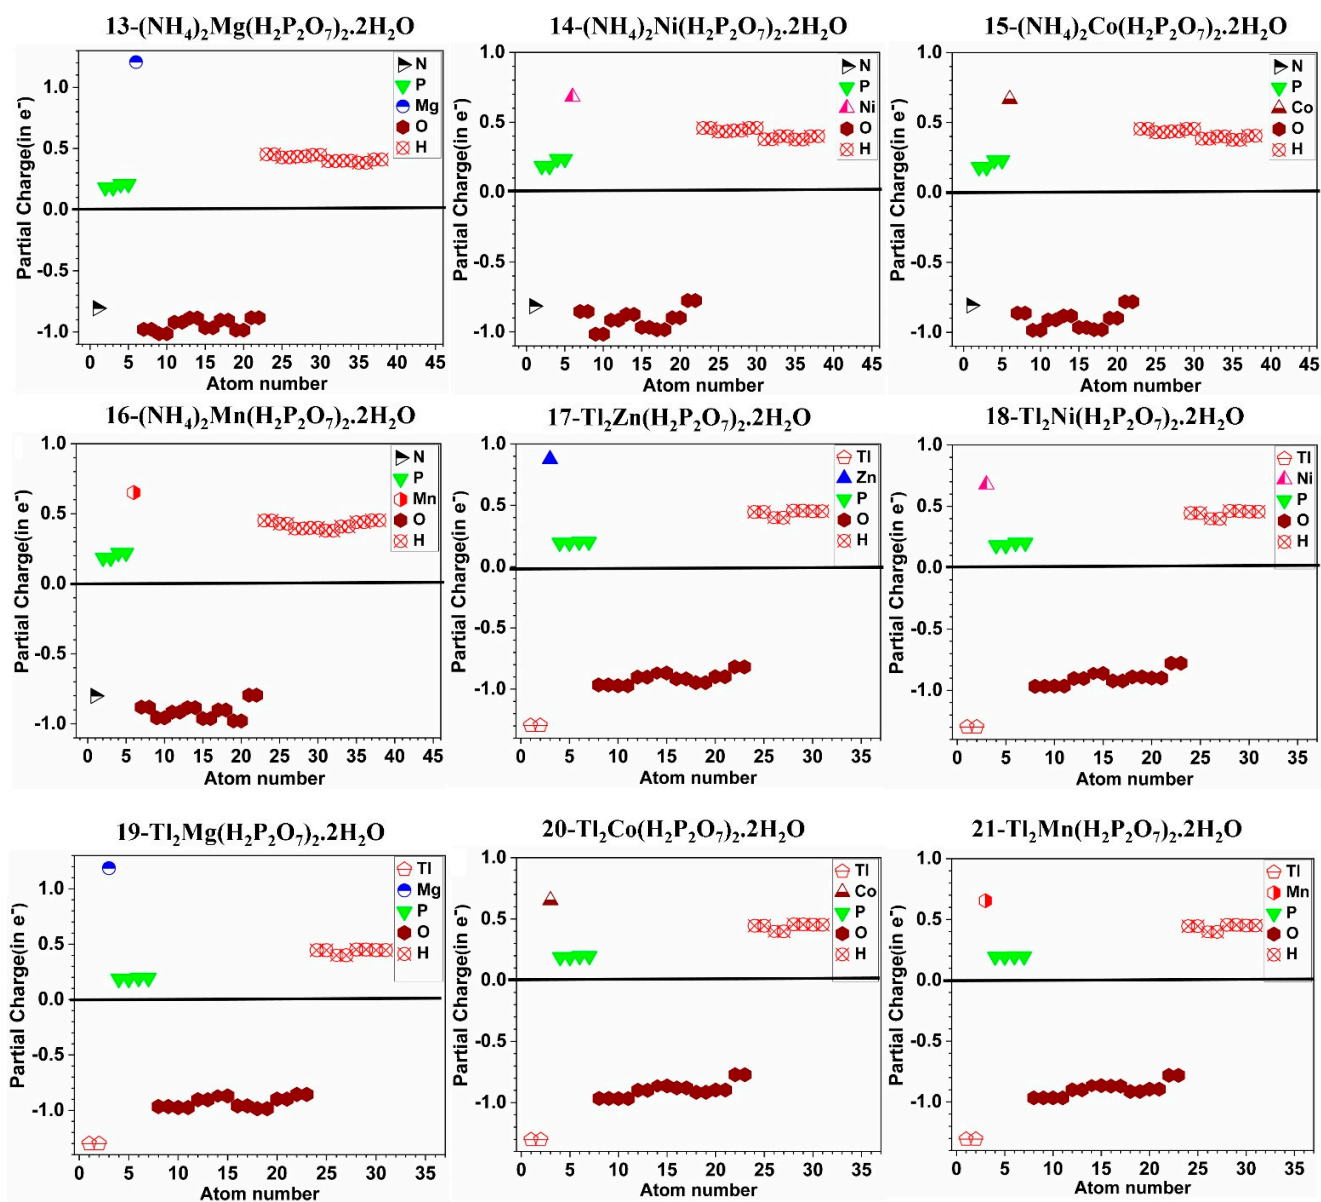 13-(NH₄)₂Mg(H₂P₂O₇)₂.2H₂O
Partial Charge(in e⁻)
1.0
0.5
0.0
-0.5
-1.0
N
P
Mg
O
H
0 5 10 15 20 25 30 35 40 45
Atom number
14-(NH₄)₂Ni(H₂P₂O₇)₂.2H₂O
Partial Charge(in e⁻)
1.0
0.5
0.0
-0.5
-1.0
N
P
Ni
O
H
0 5 10 15 20 25 30 35 40 45
Atom number
15-(NH₄)₂Co(H₂P₂O₇)₂.2H₂O
Partial Charge(in e⁻)
1.0
0.5
0.0
-0.5
-1.0
N
P
Co
O
H
0 5 10 15 20 25 30 35 40 45
Atom number
16-(NH₄)₂Mn(H₂P₂O₇)₂.2H₂O
Partial Charge(in e⁻)
1.0
0.5
0.0
-0.5
-1.0
N
P
Mn
O
H
0 5 10 15 20 25 30 35 40 45
Atom number
17-Tl₂Zn(H₂P₂O₇)₂.2H₂O
Partial Charge(in e⁻)
1.0
0.5
0.0
-0.5
-1.0
Tl
Zn
P
O
H
0 5 10 15 20 25 30 35
Atom number
18-Tl₂Ni(H₂P₂O₇)₂.2H₂O
Partial Charge(in e⁻)
1.0
0.5
0.0
-0.5
-1.0
Tl
Ni
P
O
H
0 5 10 15 20 25 30 35
Atom number
19-Tl₂Mg(H₂P₂O₇)₂.2H₂O
Partial Charge(in e⁻)
1.0
0.5
0.0
-0.5
-1.0
Tl
Mg
P
O
H
0 5 10 15 20 25 30 35
Atom number
20-Tl₂Co(H₂P₂O₇)₂.2H₂O
Partial Charge(in e⁻)
1.0
0.5
0.0
-0.5
-1.0
Tl
Co
P
O
H
0 5 10 15 20 25 30 35
Atom number
21-Tl₂Mn(H₂P₂O₇)₂.2H₂O
Partial Charge(in e⁻)
1.0
0.5
0.0
-0.5
-1.0
Tl
Mn
P
O
H
0 5 10 15 20 25 30 35
Atom number